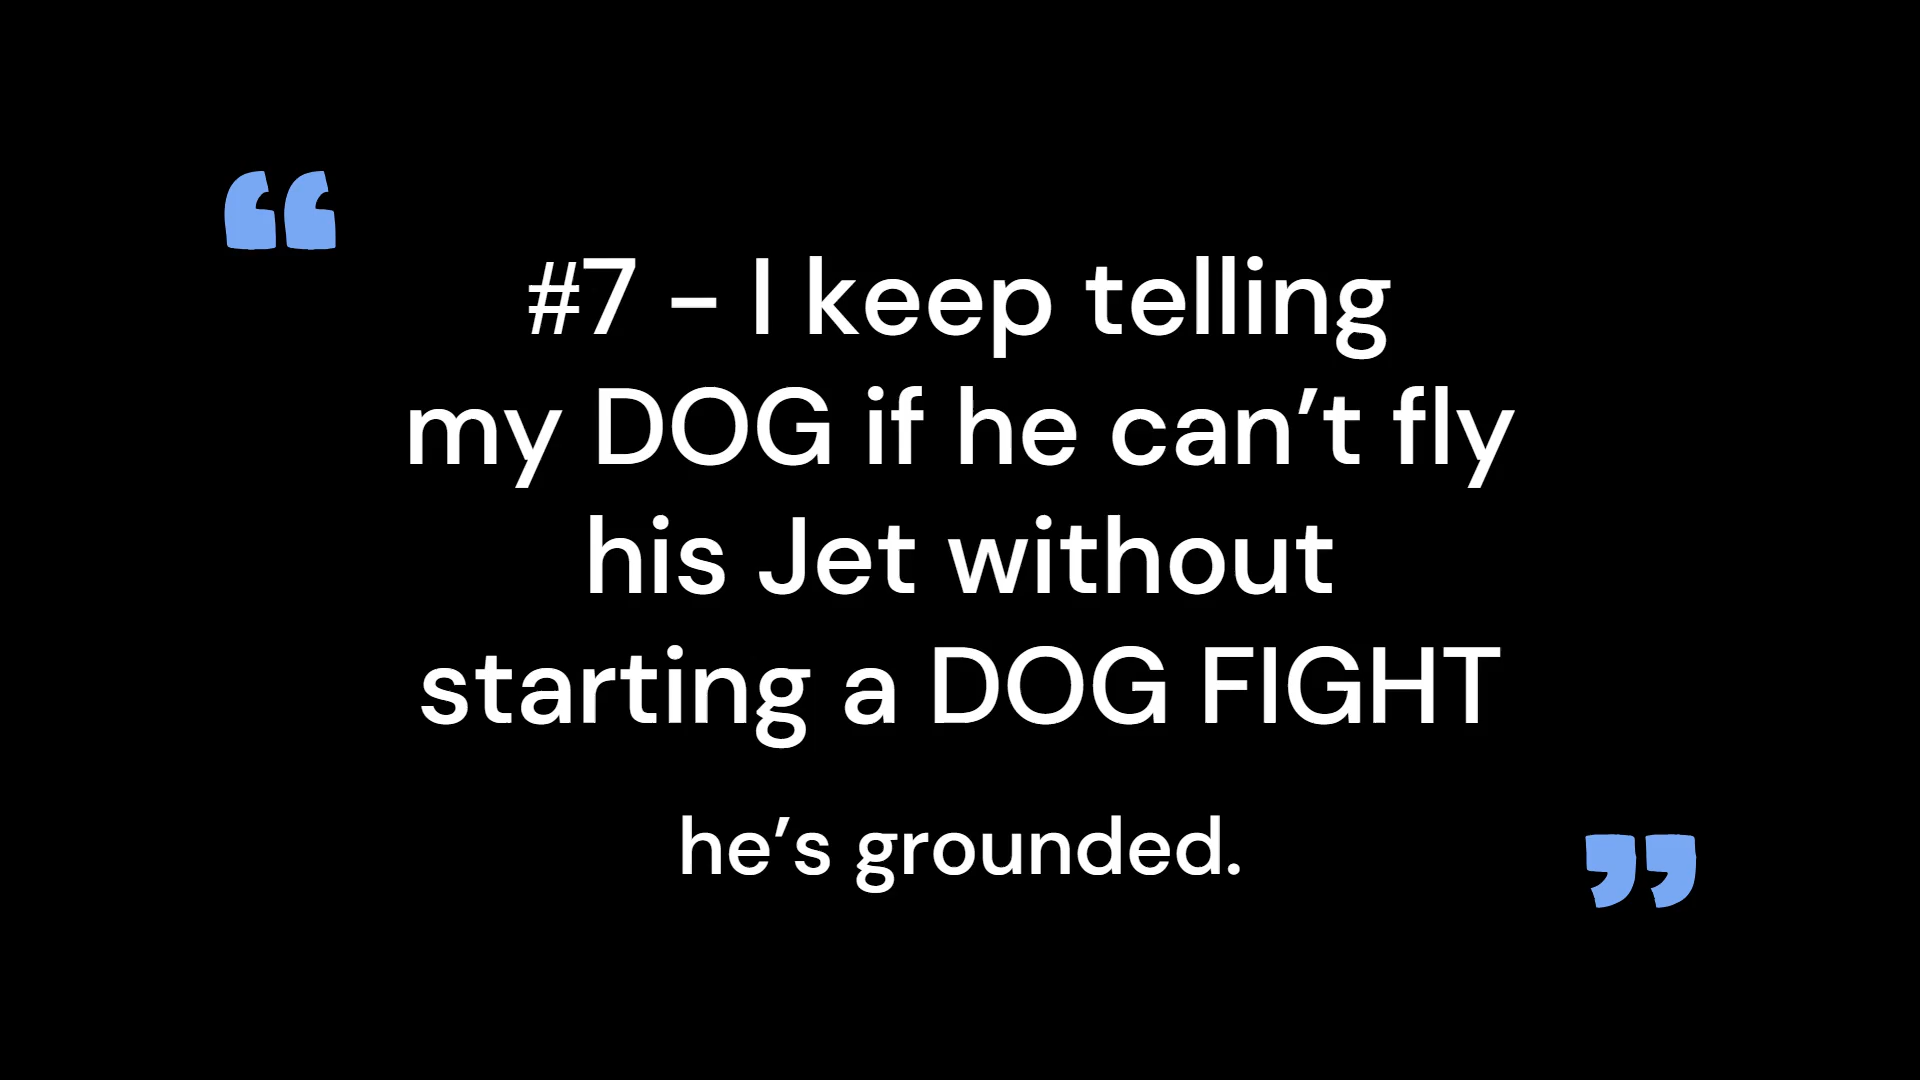 “
#7 – I keep telling
my DOG if he can’t fly
his Jet without
starting a DOG FIGHT
he’s grounded.
”